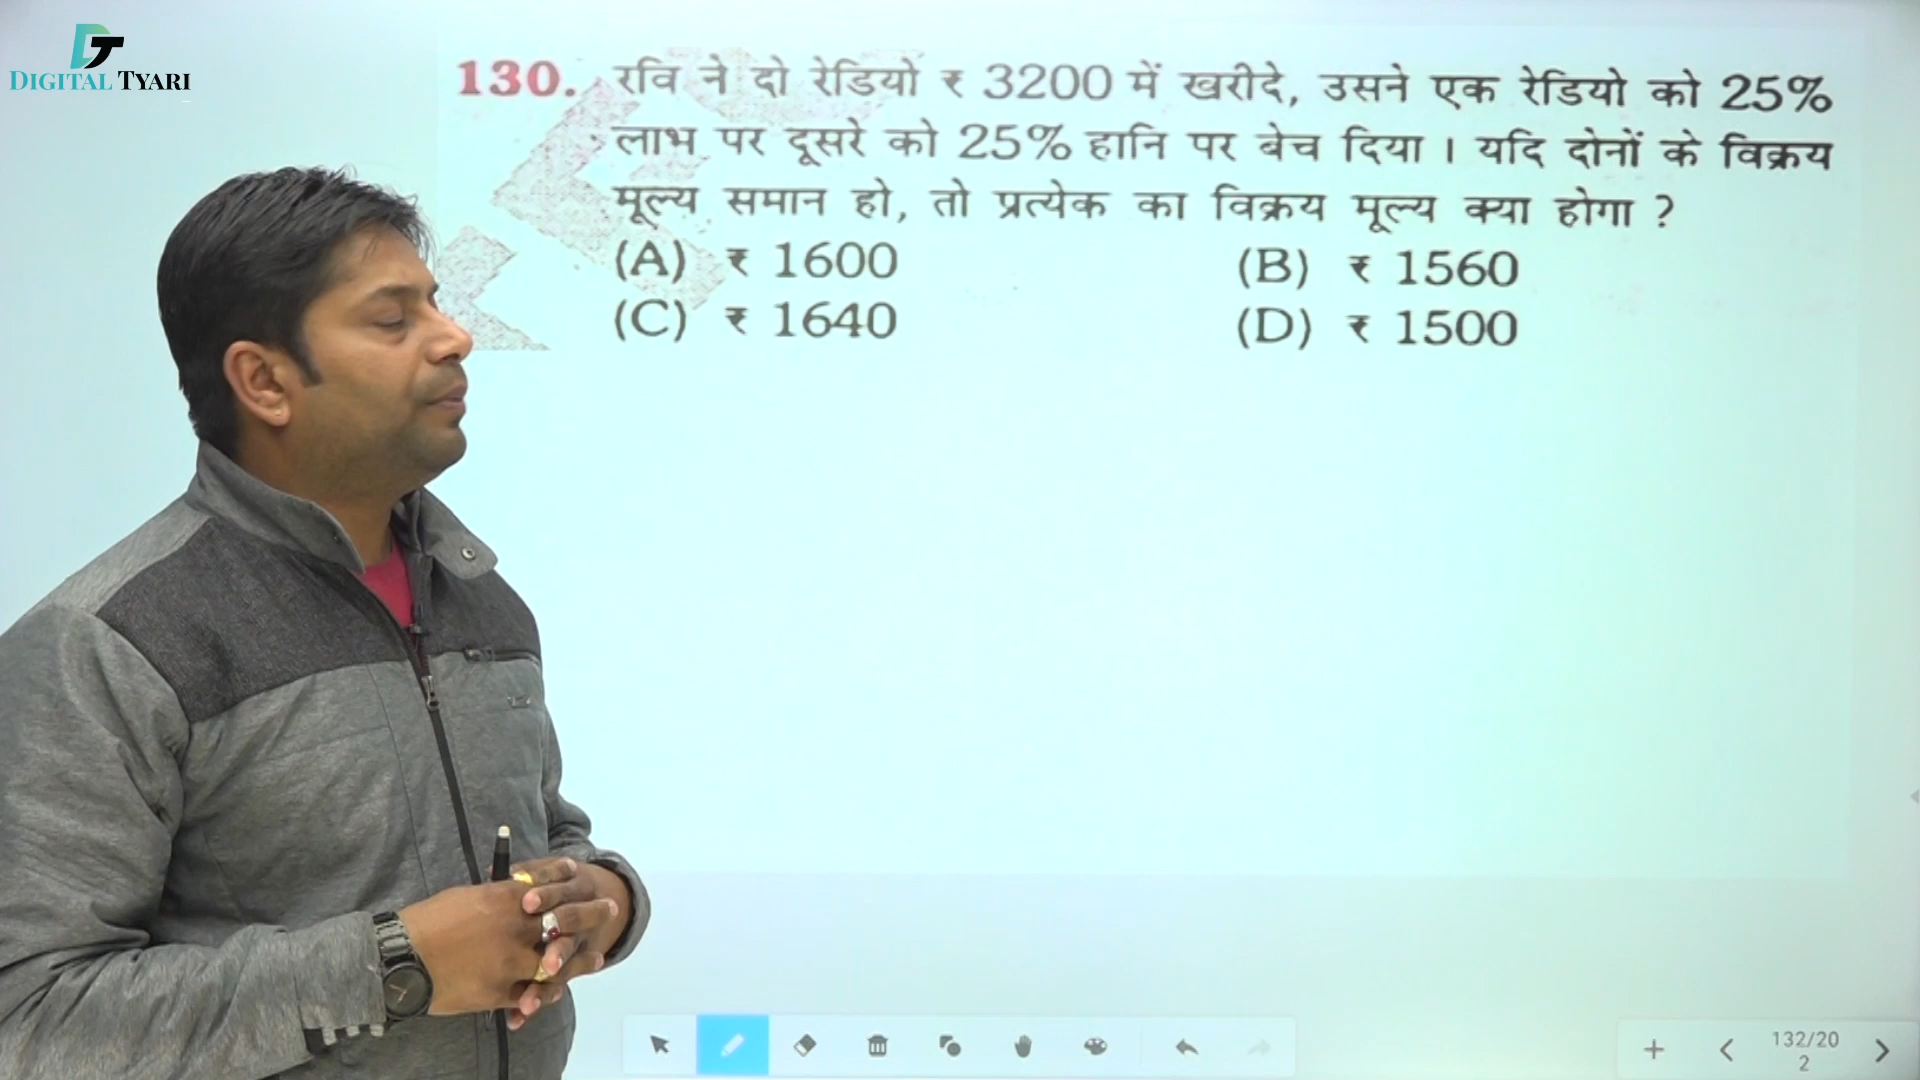 DIGITAL TYARI
130. रवि ने दो रेडियो ₹ 3200 में खरीदे, उसने एक रेडियो को 25%
लाभ पर दूसरे को 25% हानि पर बेच दिया । यदि दोनों के विक्रय
मूल्य समान हो, तो प्रत्येक का विक्रय मूल्य क्या होगा ?
(A) ₹ 1600 (B) ₹ 1560
(C) ₹ 1640 (D) ₹ 1500
132/20
2